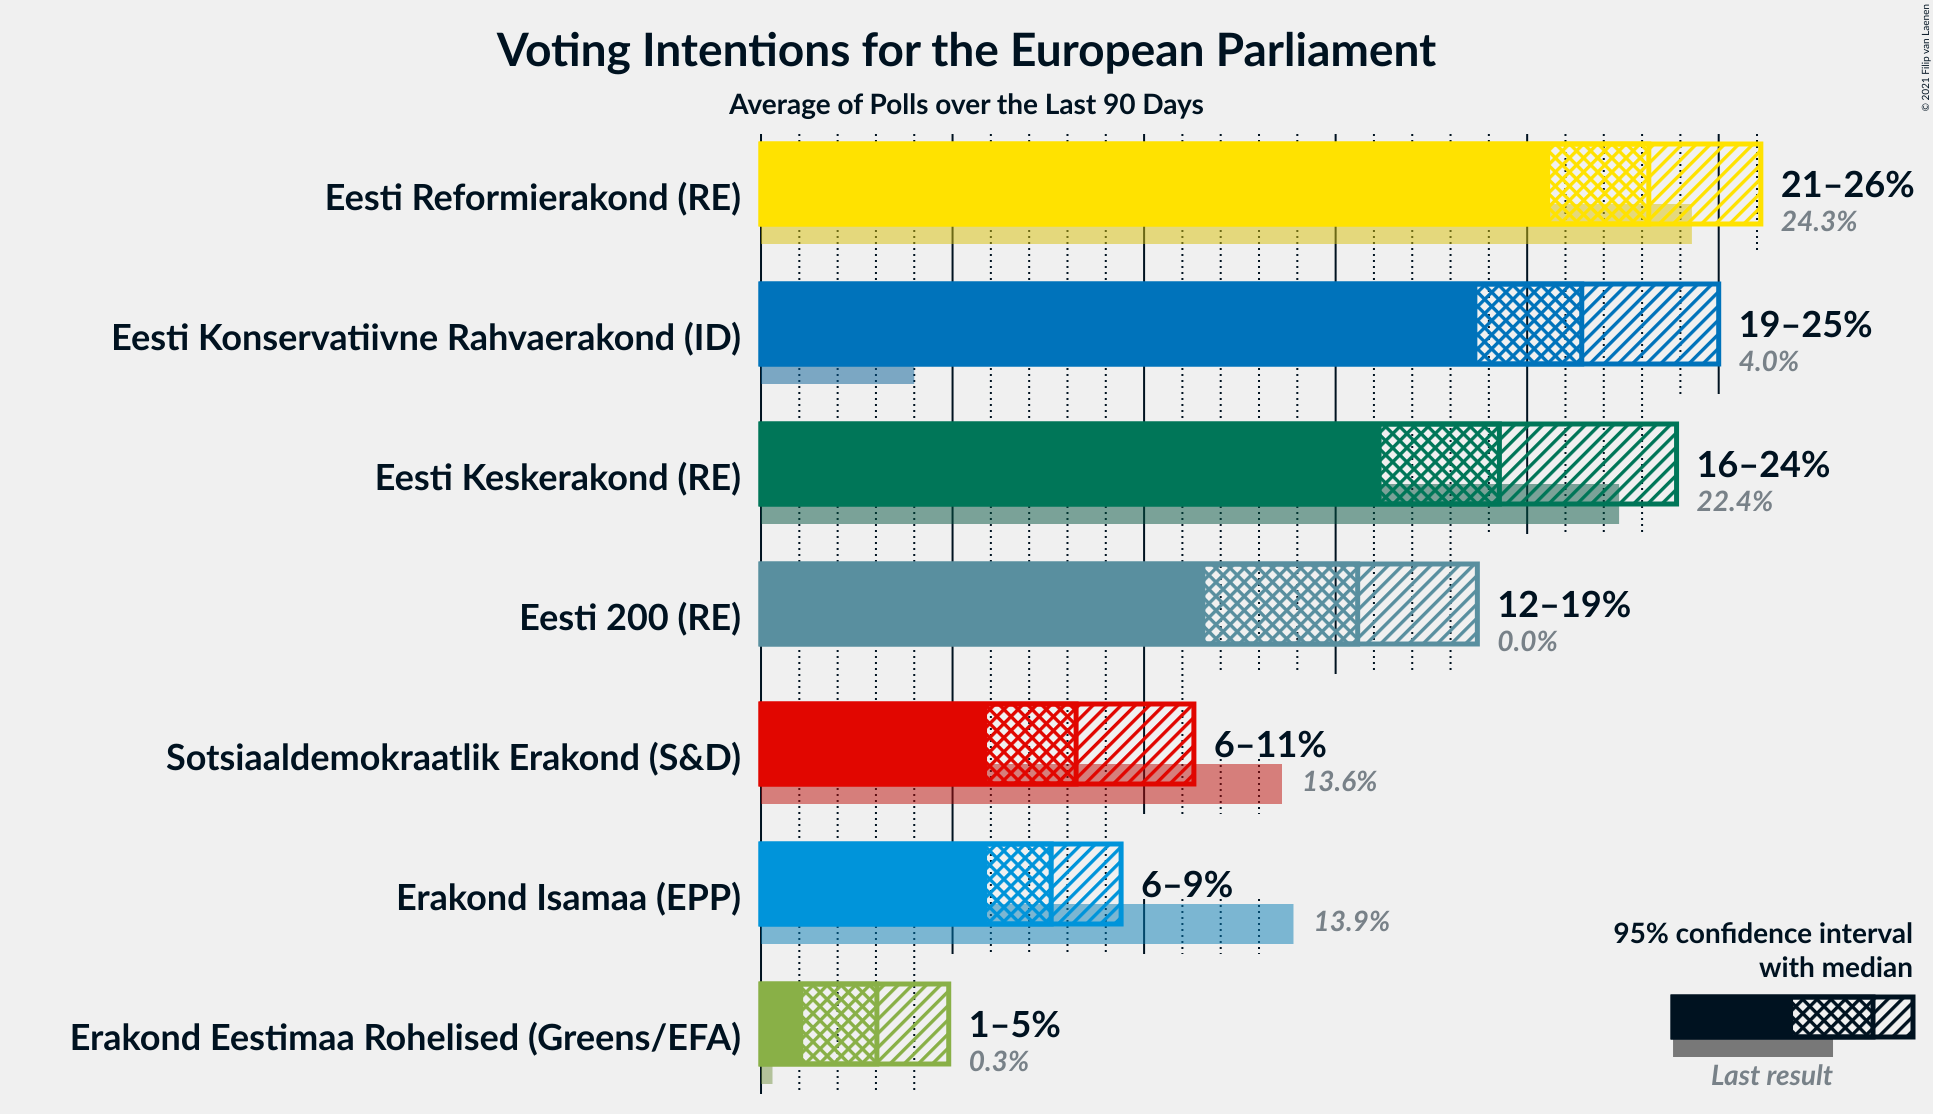 Voting Intentions for the European Parliament
Average of Polls over the Last 90 Days
© 2021 Filip van Laenen
Eesti Reformierakond (RE)
21–26%
24.3%
Eesti Konservatiivne Rahvaerakond (ID)
19–25%
4.0%
Eesti Keskerakond (RE)
16–24%
22.4%
Eesti 200 (RE)
12–19%
0.0%
Sotsiaaldemokraatlik Erakond (S&D)
6–11%
13.6%
Erakond Isamaa (EPP)
6–9%
13.9%
Erakond Eestimaa Rohelised (Greens/EFA)
1–5%
0.3%
95% confidence interval
with median
Last result